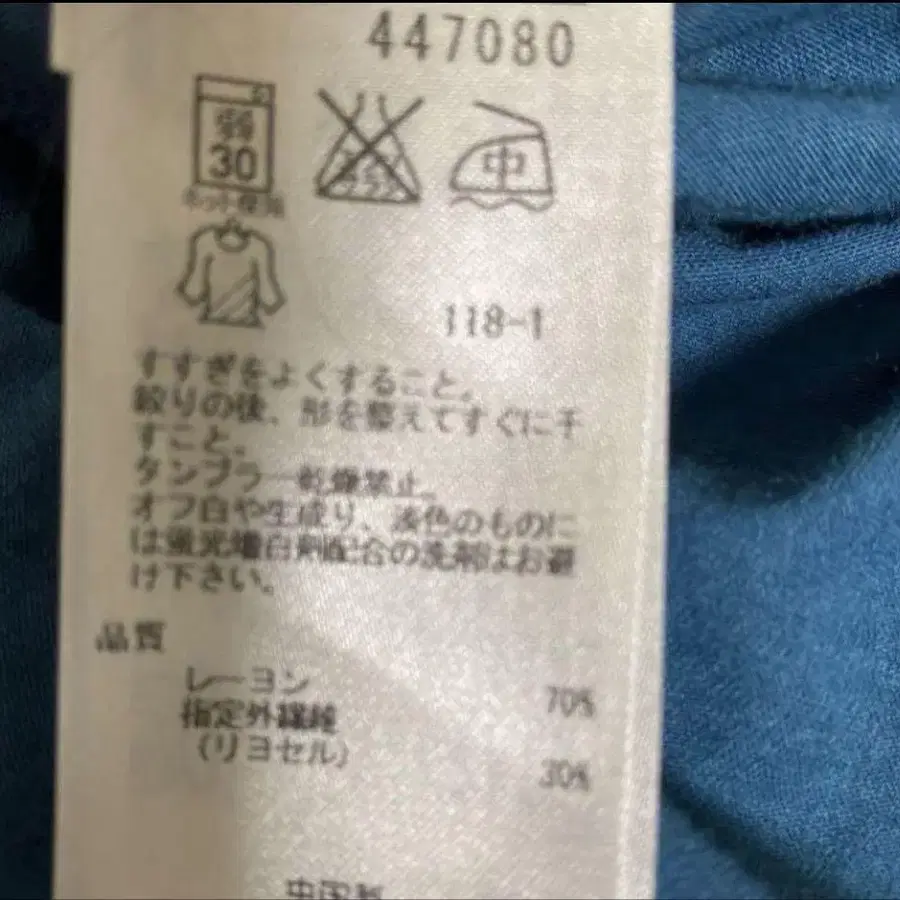 447080
弱
30
ネット使用
中
118-1
すすぎをよくすること。
絞りの後、形を整えてすぐに干
すこと。
タンブラー乾燥禁止。
オフ白や生成り、淡色のものに
は蛍光増白剤配合の洗剤はお避
け下さい。
品質
レーヨン 70%
指定外繊維
(リヨセル) 30%
中国製